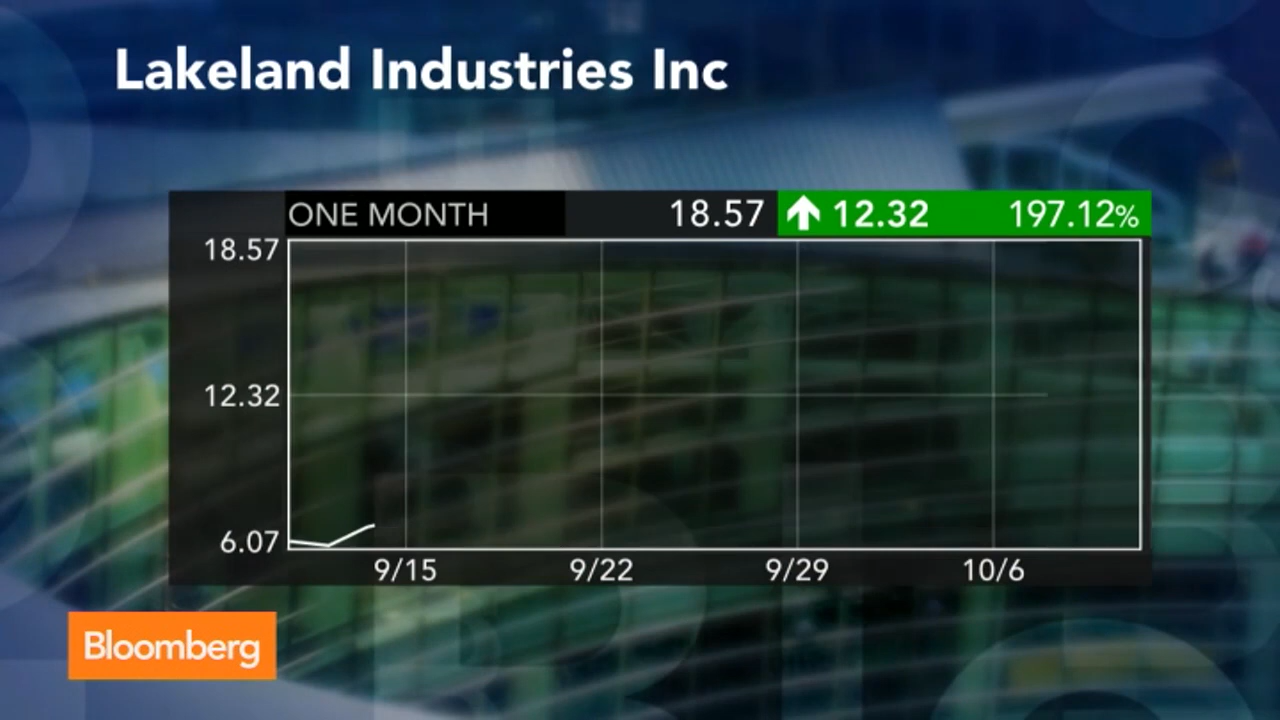 Lakeland Industries Inc
ONE MONTH 18.57 12.32 197.12%
18.57
12.32
6.07
9/15 9/22 9/29 10/6
Bloomberg